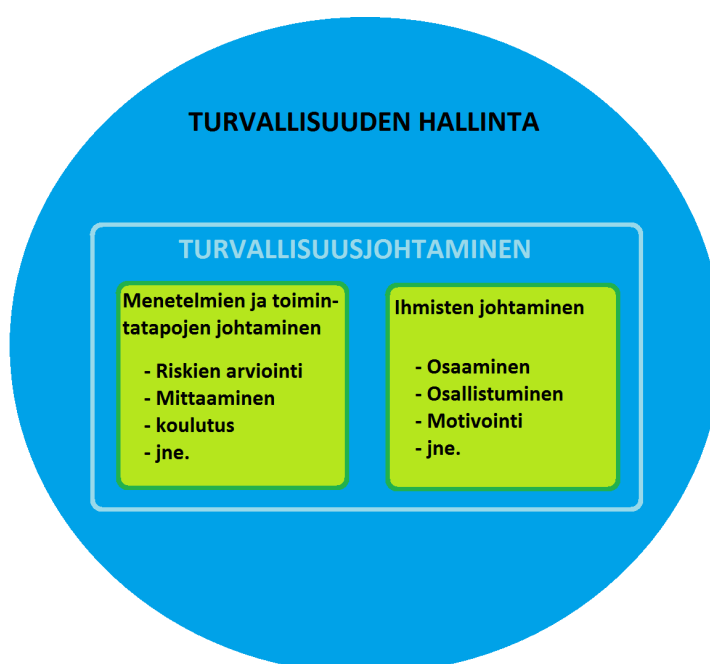 TURVALLISUUDEN HALLINTA
TURVALLISUUSJOHTAMINEN
Menetelmien ja toimin-
tatapojen johtaminen
- Riskien arviointi
- Mittaaminen
- koulutus
- jne.
Ihmisten johtaminen
- Osaaminen
- Osallistuminen
- Motivointi
- jne.